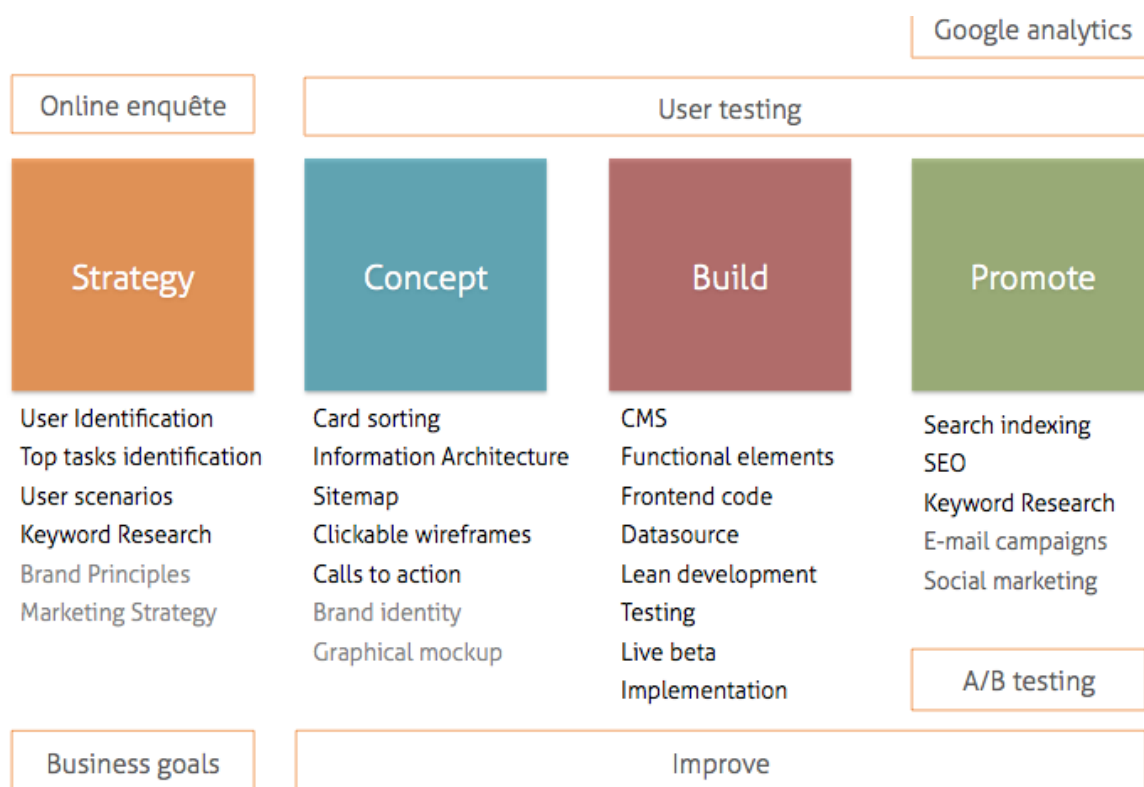 Google analytics
Online enquête
User testing
Strategy
Concept
Build
Promote
User Identification
Top tasks identification
User scenarios
Keyword Research
Brand Principles
Marketing Strategy
Card sorting
Information Architecture
Sitemap
Clickable wireframes
Calls to action
Brand identity
Graphical mockup
CMS
Functional elements
Frontend code
Datasource
Lean development
Testing
Live beta
Implementation
Search indexing
SEO
Keyword Research
E-mail campaigns
Social marketing
A/B testing
Business goals
Improve